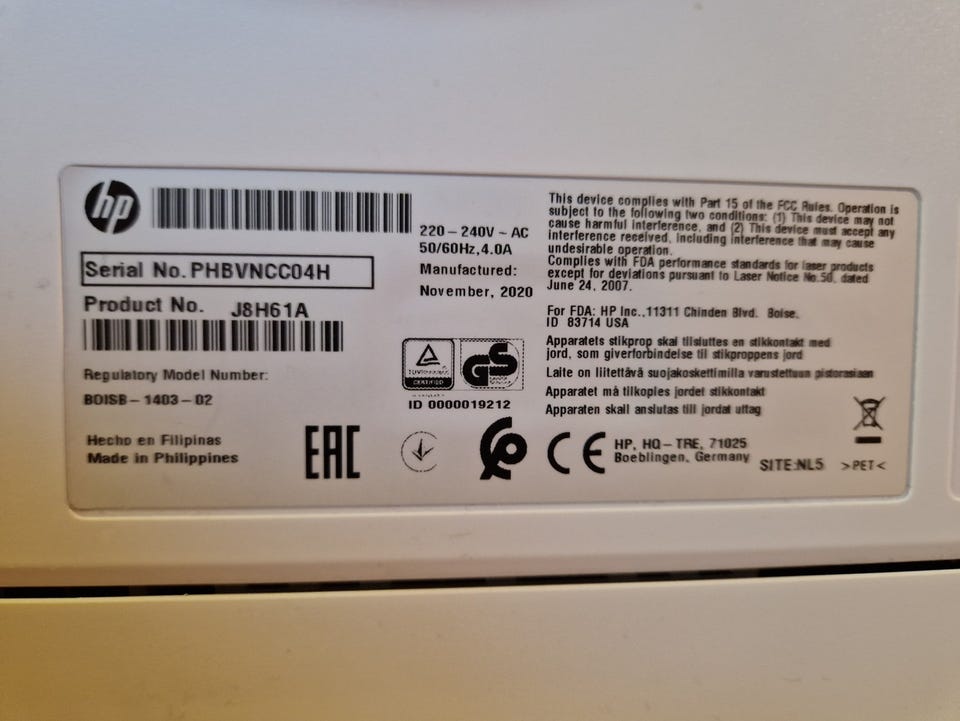 hp
Serial No. PHBVNCC04H
Product No. J8H61A
Regulatory Model Number:
BOISB-1403-02
Hecho en Filipinas
Made in Philippines
220-240V ~ AC
50/60Hz, 4.0A
Manufactured:
November, 2020
CERTIFIED
GS
ID 0000019212
EAC
CE
This device complies with Part 15 of the FCC Rules. Operation is
subject to the following two conditions: (1) This device may not
cause harmful interference, and (2) This device must accept any
interference received, including interference that may cause
undesirable operation.
Complies with FDA performance standards for laser products
except for deviations pursuant to Laser Notice No.50, dated
June 24, 2007.
For FDA: HP Inc.,11311 Chinden Blvd. Boise.
ID 83714 USA
Apparatets stikprop skal tilsluttes en stikkontakt med
jord, som giver forbindelse til stikproppens jord
Laite on liitettävä suojakoskettimilla varustettuun pistorasiaan
Apparatet må tilkoples jordet stikkontakt
Apparaten skall anslutas till jordat uttag
HP, HQ-TRE, 71025
Boeblingen, Germany
SITE:NL5
>PET<